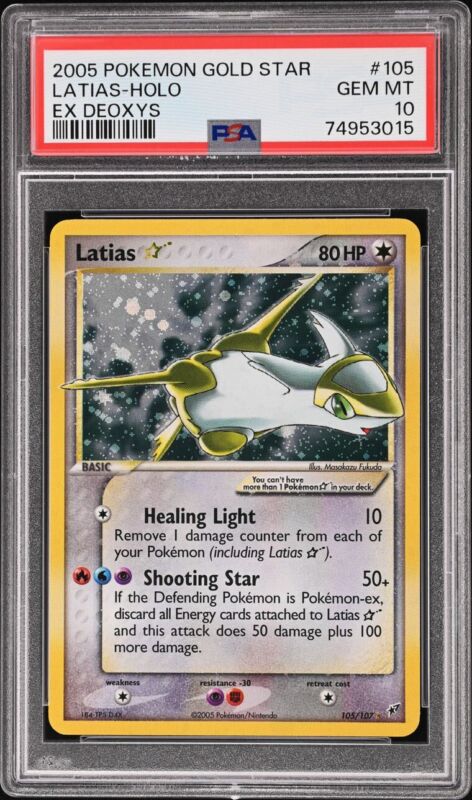 2005 POKEMON GOLD STAR #105
LATIAS-HOLO GEM MT
EX DEOXYS 10
PSA 74953015
Latias ☆ 80 HP
BASIC Illus. Masakazu Fukuda
You can't have
more than 1 Pokémon ☆ in your deck.
Healing Light 10
Remove 1 damage counter from each of
your Pokémon (including Latias ☆).
Shooting Star 50+
If the Defending Pokémon is Pokémon-ex,
discard all Energy cards attached to Latias ☆
and this attack does 50 damage plus 100
more damage.
weakness resistance -30 retreat cost
©2005 Pokémon/Nintendo 105/107